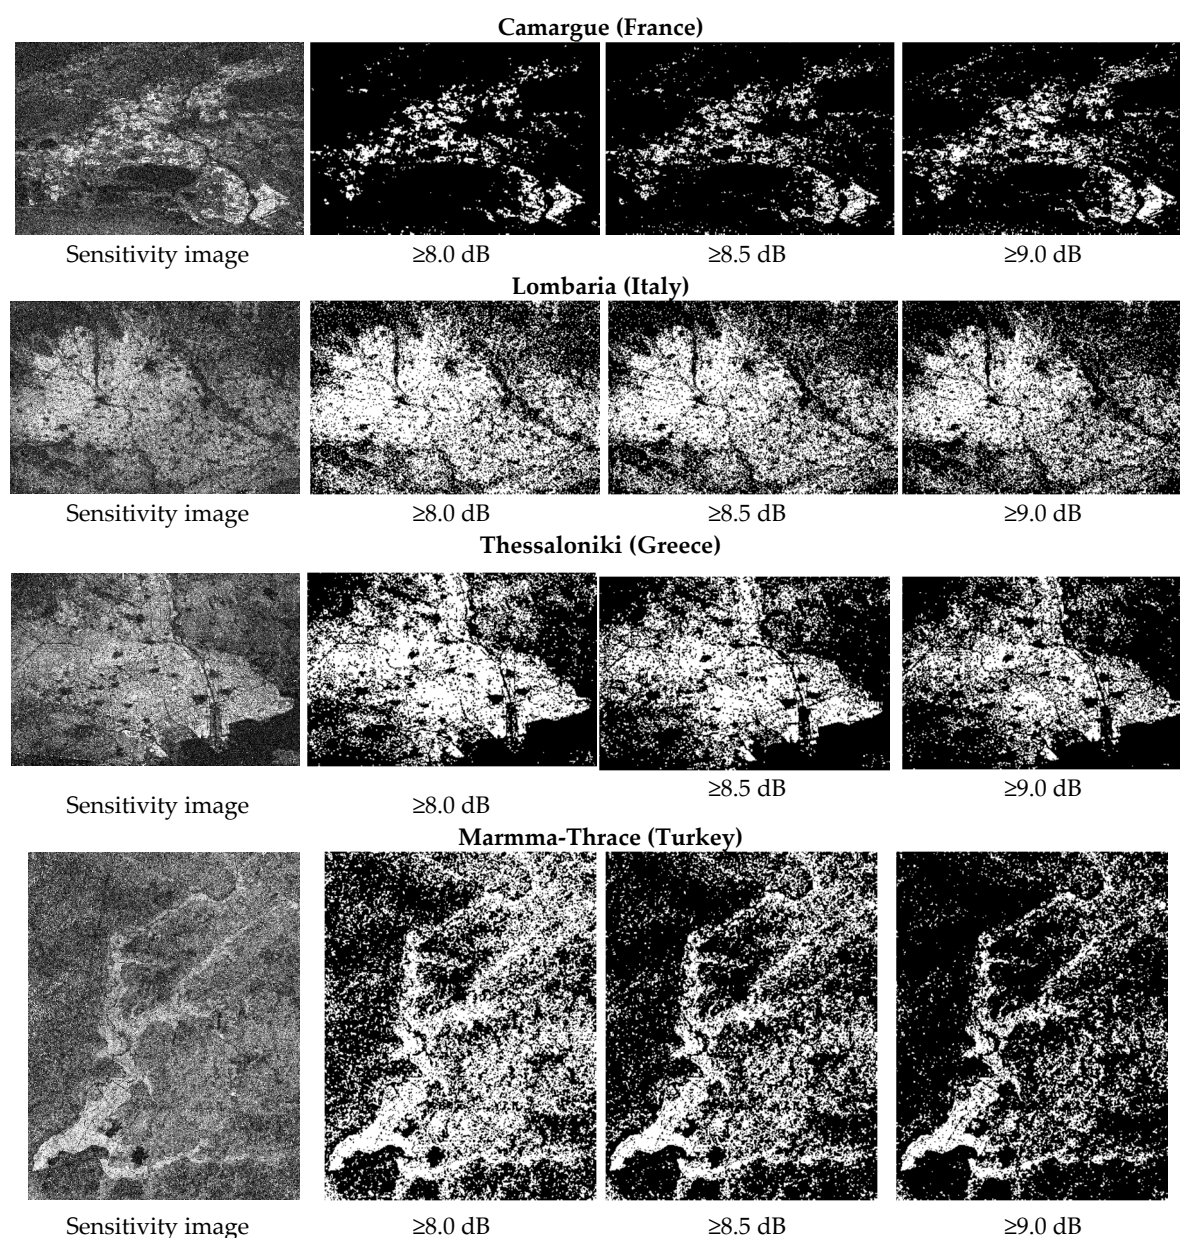 Camargue (France)
Sensitivity image ≥8.0 dB ≥8.5 dB ≥9.0 dB
Lombaria (Italy)
Sensitivity image ≥8.0 dB ≥8.5 dB ≥9.0 dB
Thessaloniki (Greece)
Sensitivity image ≥8.0 dB ≥8.5 dB ≥9.0 dB
Marmma-Thrace (Turkey)
Sensitivity image ≥8.0 dB ≥8.5 dB ≥9.0 dB